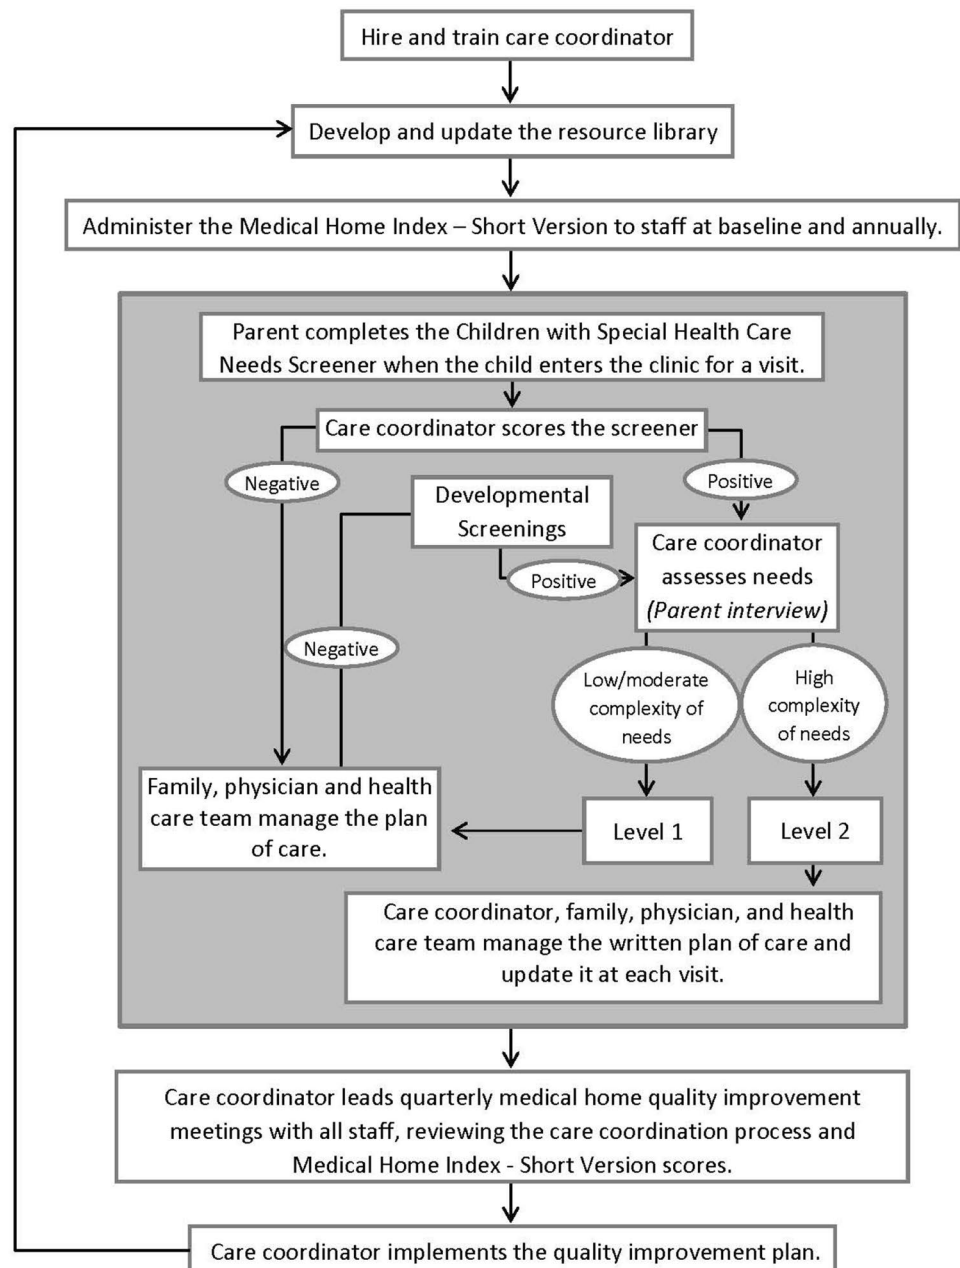 Hire and train care coordinator
Develop and update the resource library
Administer the Medical Home Index – Short Version to staff at baseline and annually.
Parent completes the Children with Special Health Care
Needs Screener when the child enters the clinic for a visit.
Care coordinator scores the screener
Negative
Positive
Developmental
Screenings
Care coordinator
assesses needs
(Parent interview)
Positive
Negative
Low/moderate
complexity of
needs
High
complexity
of needs
Family, physician and health
care team manage the plan
of care.
Level 1
Level 2
Care coordinator, family, physician, and health
care team manage the written plan of care and
update it at each visit.
Care coordinator leads quarterly medical home quality improvement
meetings with all staff, reviewing the care coordination process and
Medical Home Index - Short Version scores.
Care coordinator implements the quality improvement plan.